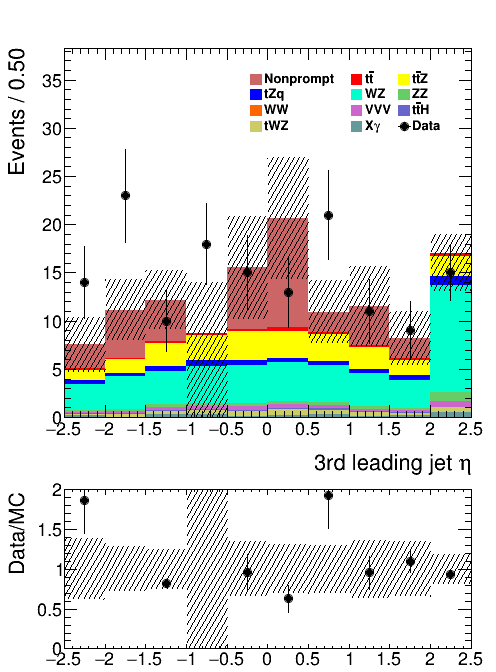 Events / 0.50
35
30
25
20
15
10
5
0
Nonprompt tt̄ tt̄Z
tZq WZ ZZ
WW VVV tt̄H
tWZ Xγ Data
−2.5 −2 −1.5 −1 −0.5 0 0.5 1 1.5 2 2.5
3rd leading jet η
Data/MC
2
1.5
1
0.5
0
−2.5 −2 −1.5 −1 −0.5 0 0.5 1 1.5 2 2.5